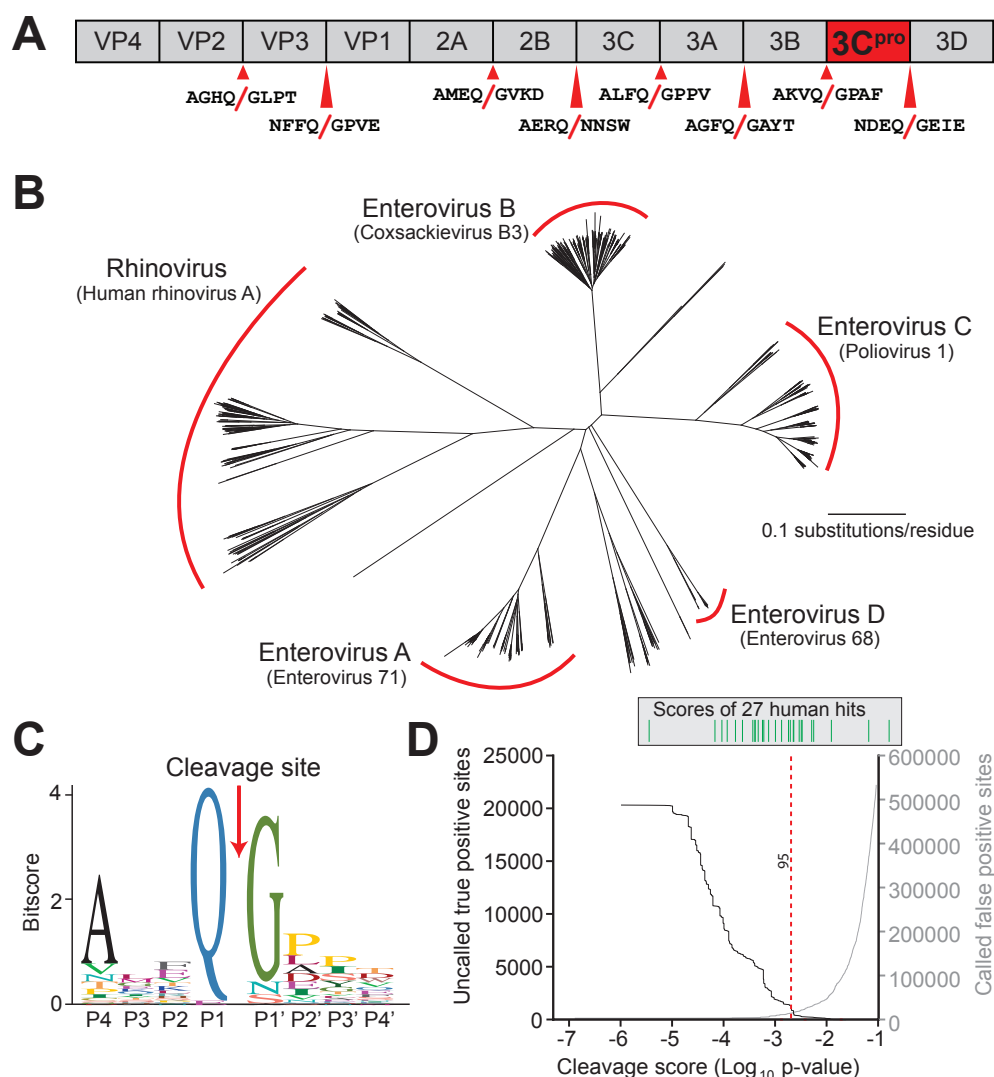 A
VP4 VP2 VP3 VP1 2A 2B 3C 3A 3B 3Cpro 3D
AGHQ/GLPT AMEQ/GVKD ALFQ/GPPV AKVQ/GPAF
NFFQ/GPVE AERQ/NNSW AGFQ/GAYT NDEQ/GEIE
B
Enterovirus B
(Coxsackievirus B3)
Rhinovirus
(Human rhinovirus A)
Enterovirus C
(Poliovirus 1)
0.1 substitutions/residue
Enterovirus D
(Enterovirus 68)
Enterovirus A
(Enterovirus 71)
C
Cleavage site
Bitscore
4
2
0
A Q G P
P4 P3 P2 P1 P1' P2' P3' P4'
D
Scores of 27 human hits
Uncalled true positive sites
25000
20000
15000
10000
5000
0
95
600000
500000
400000
300000
200000
100000
0
Called false positive sites
-7 -6 -5 -4 -3 -2 -1
Cleavage score (Log10 p-value)